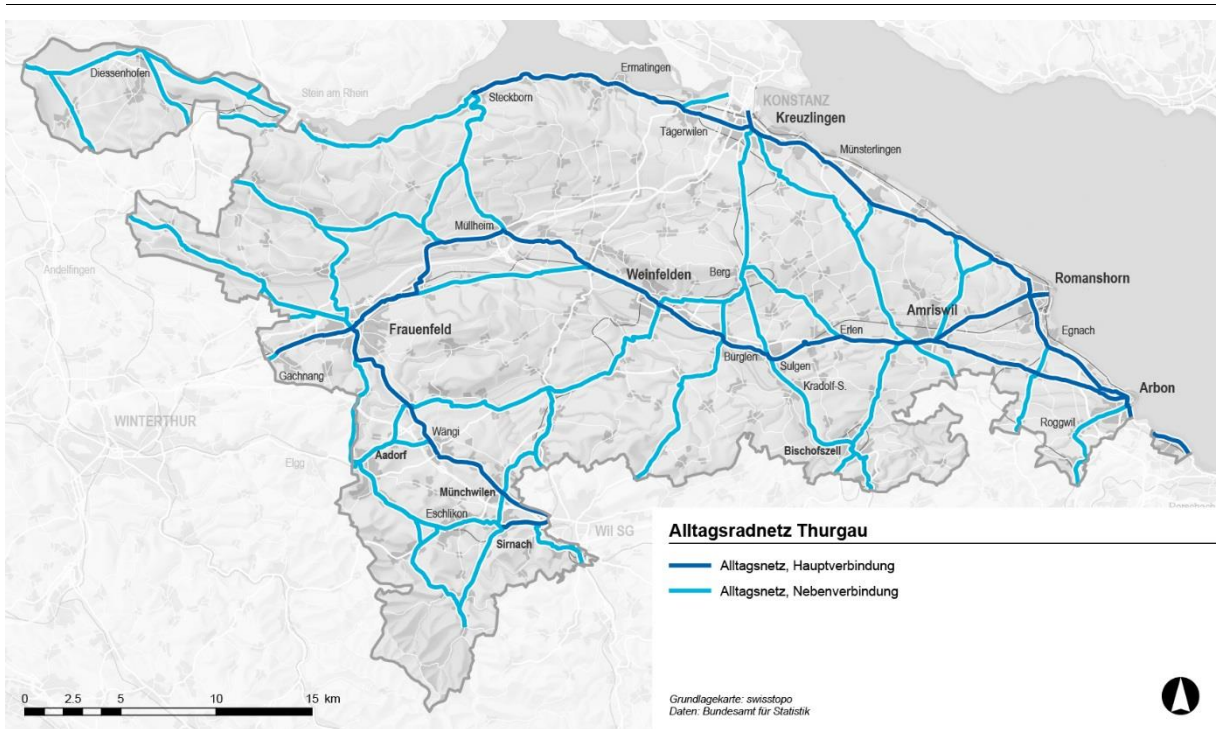 Diessenhofen
Stein am Rhein
Steckborn
Ermatingen
KONSTANZ
Kreuzlingen
Tägerwilen
Münsterlingen
Andelfingen
Müllheim
Weinfelden
Berg
Romanshorn
Amriswil
Frauenfeld
Erlen
Egnach
Gachnang
Bürglen
Sulgen
Kradolf-S.
Arbon
WINTERTHUR
Wängi
Roggwil
Elgg
Aadorf
Bischofszell
Münchwilen
Eschlikon
Sirnach
Wil SG
Alltagsradnetz Thurgau
Alltagsnetz, Hauptverbindung
Alltagsnetz, Nebenverbindung
0 2.5 5 10 15 km
Grundlagekarte: swisstopo
Daten: Bundesamt für Statistik